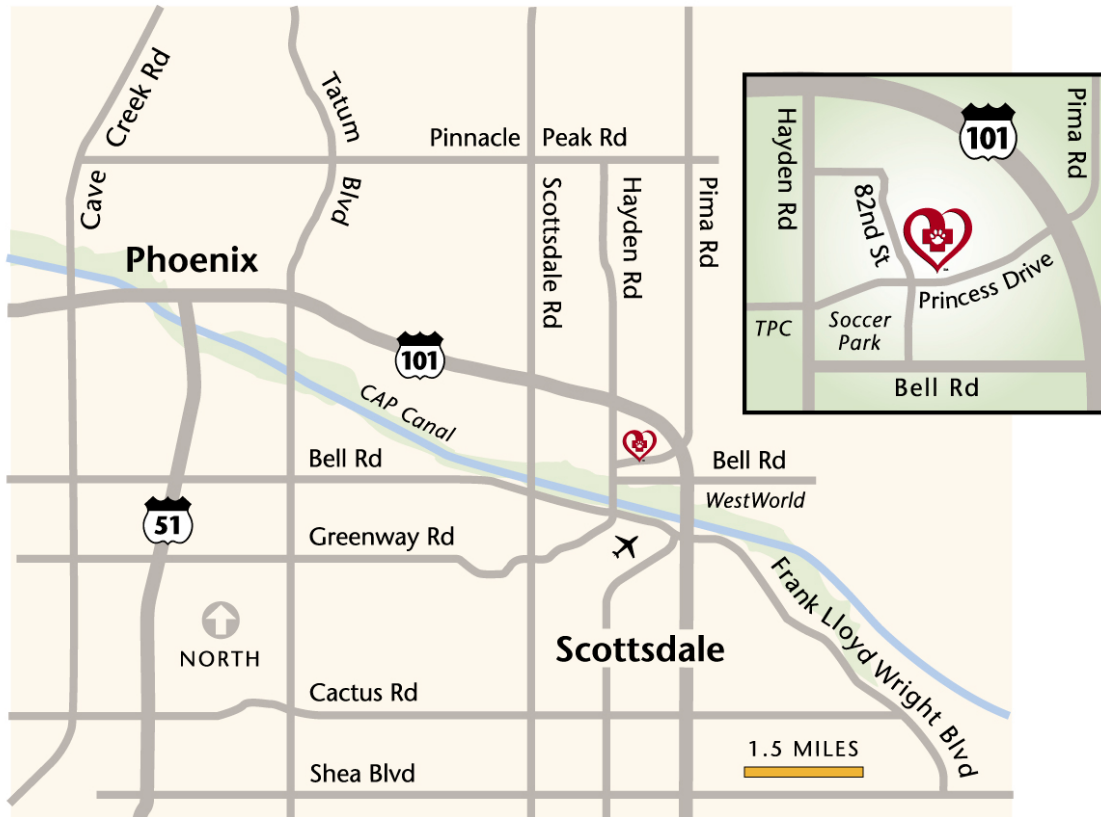 Cave Creek Rd
Tatum Blvd
Pinnacle Peak Rd
Scottsdale Rd
Hayden Rd
Pima Rd
Phoenix
101
CAP Canal
Bell Rd
Bell Rd
WestWorld
51
Greenway Rd
NORTH
Scottsdale
Frank Lloyd Wright Blvd
Cactus Rd
1.5 MILES
Shea Blvd
Hayden Rd
101
Pima Rd
82nd St
Princess Drive
TPC
Soccer
Park
Bell Rd